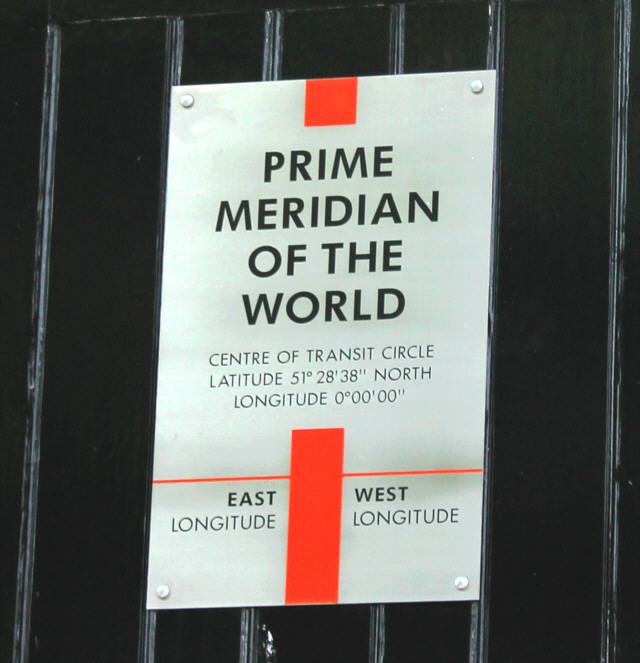 PRIME
MERIDIAN
OF THE
WORLD
CENTRE OF TRANSIT CIRCLE
LATITUDE 51° 28'38" NORTH
LONGITUDE 0°00'00"
EAST
LONGITUDE
WEST
LONGITUDE